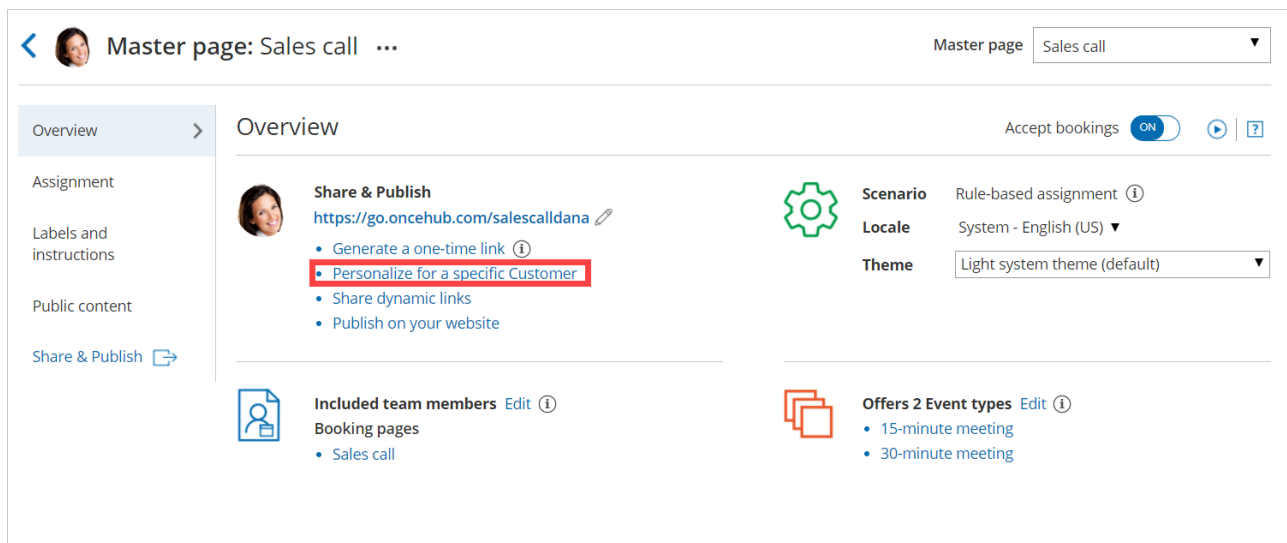 Master page: Sales call ...
Master page Sales call
Overview
Assignment
Labels and
instructions
Public content
Share & Publish
Overview
Accept bookings ON
?
Share & Publish
https://go.oncehub.com/salescalldana
Generate a one-time link i
Personalize for a specific Customer
Share dynamic links
Publish on your website
Scenario Rule-based assignment i
Locale System - English (US)
Theme Light system theme (default)
Included team members Edit i
Booking pages
Sales call
Offers 2 Event types Edit i
15-minute meeting
30-minute meeting